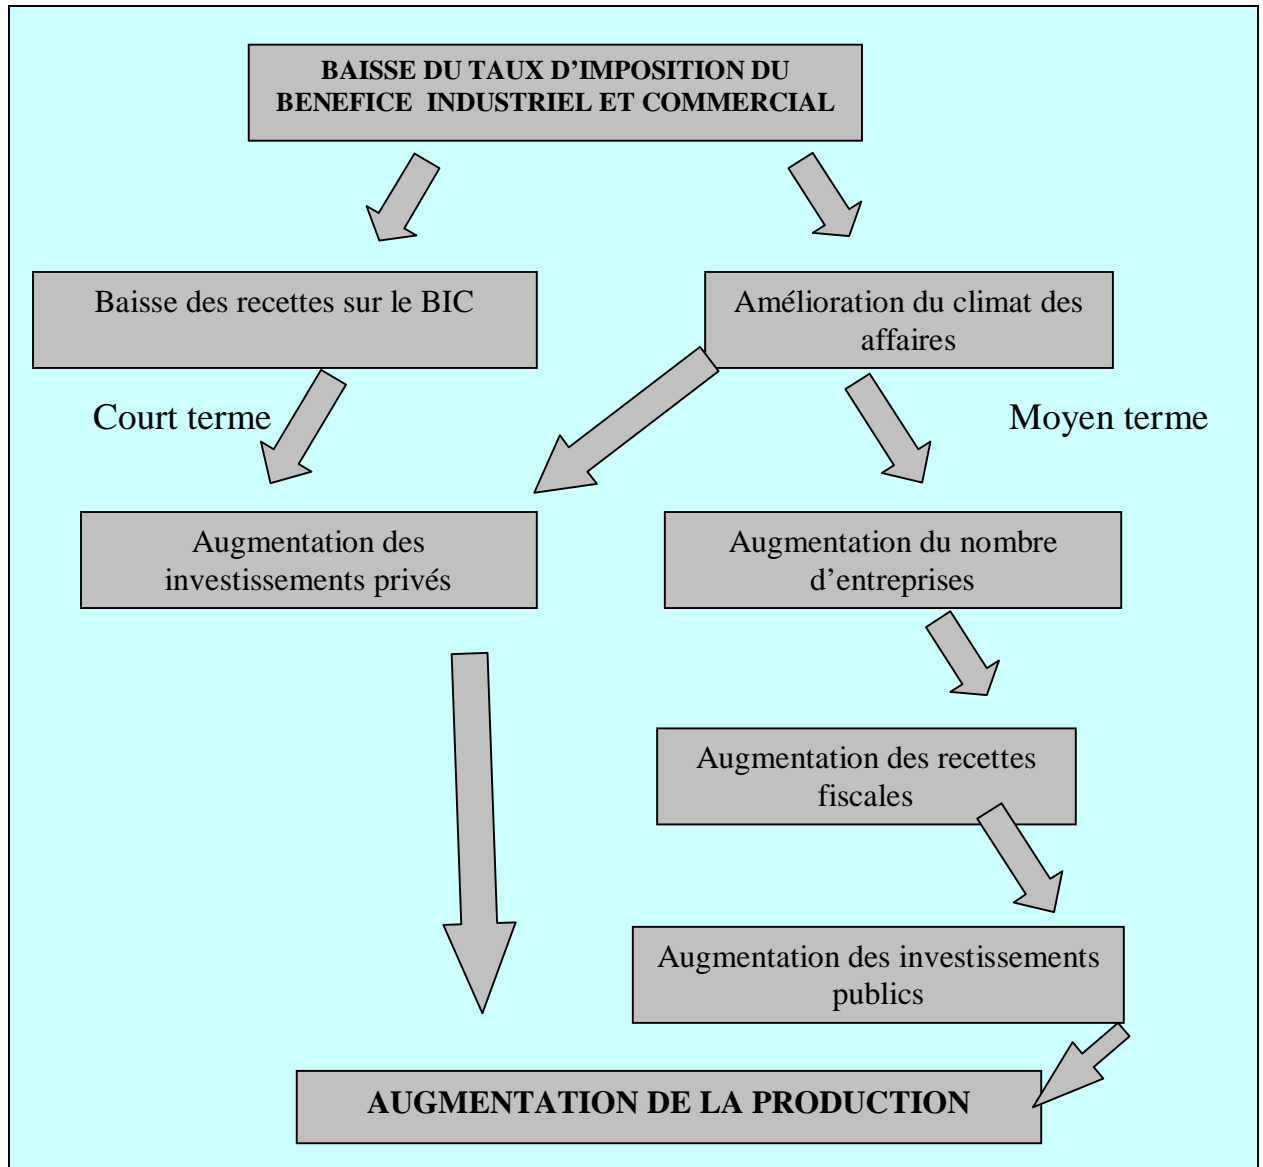 BAISSE DU TAUX D’IMPOSITION DU
BENEFICE INDUSTRIEL ET COMMERCIAL
Baisse des recettes sur le BIC
Amélioration du climat des
affaires
Court terme
Moyen terme
Augmentation des
investissements privés
Augmentation du nombre
d’entreprises
Augmentation des recettes
fiscales
Augmentation des investissements
publics
AUGMENTATION DE LA PRODUCTION